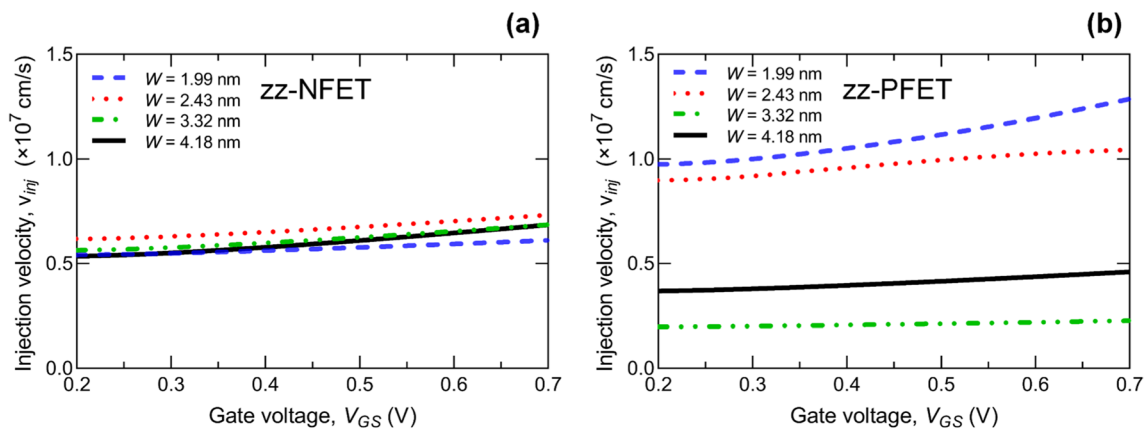 (a)
zz-NFET
W = 1.99 nm
W = 2.43 nm
W = 3.32 nm
W = 4.18 nm
Injection velocity, v_inj (×10⁷ cm/s)
1.5
1.0
0.5
0.0
0.2 0.3 0.4 0.5 0.6 0.7
Gate voltage, V_GS (V)
(b)
zz-PFET
W = 1.99 nm
W = 2.43 nm
W = 3.32 nm
W = 4.18 nm
Injection velocity, v_inj (×10⁷ cm/s)
1.5
1.0
0.5
0.0
0.2 0.3 0.4 0.5 0.6 0.7
Gate voltage, V_GS (V)